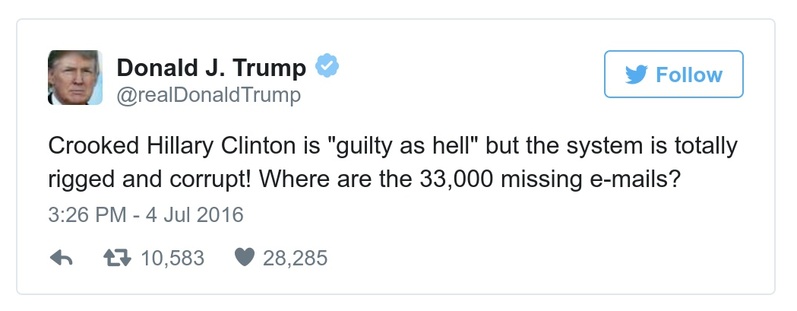 Donald J. Trump
@realDonaldTrump
Follow
Crooked Hillary Clinton is "guilty as hell" but the system is totally
rigged and corrupt! Where are the 33,000 missing e-mails?
3:26 PM - 4 Jul 2016
10,583 28,285